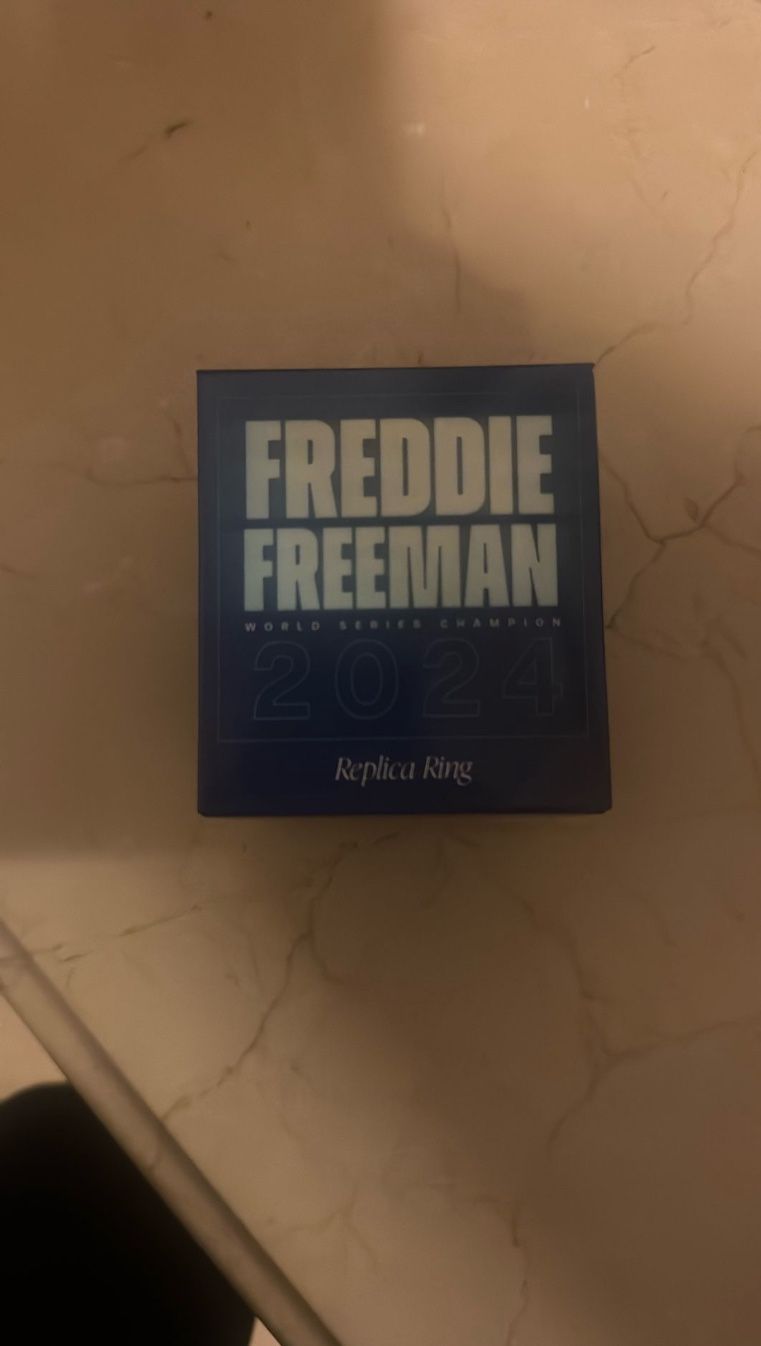 FREDDIE
FREEMAN
WORLD SERIES CHAMPION
2024
Replica Ring